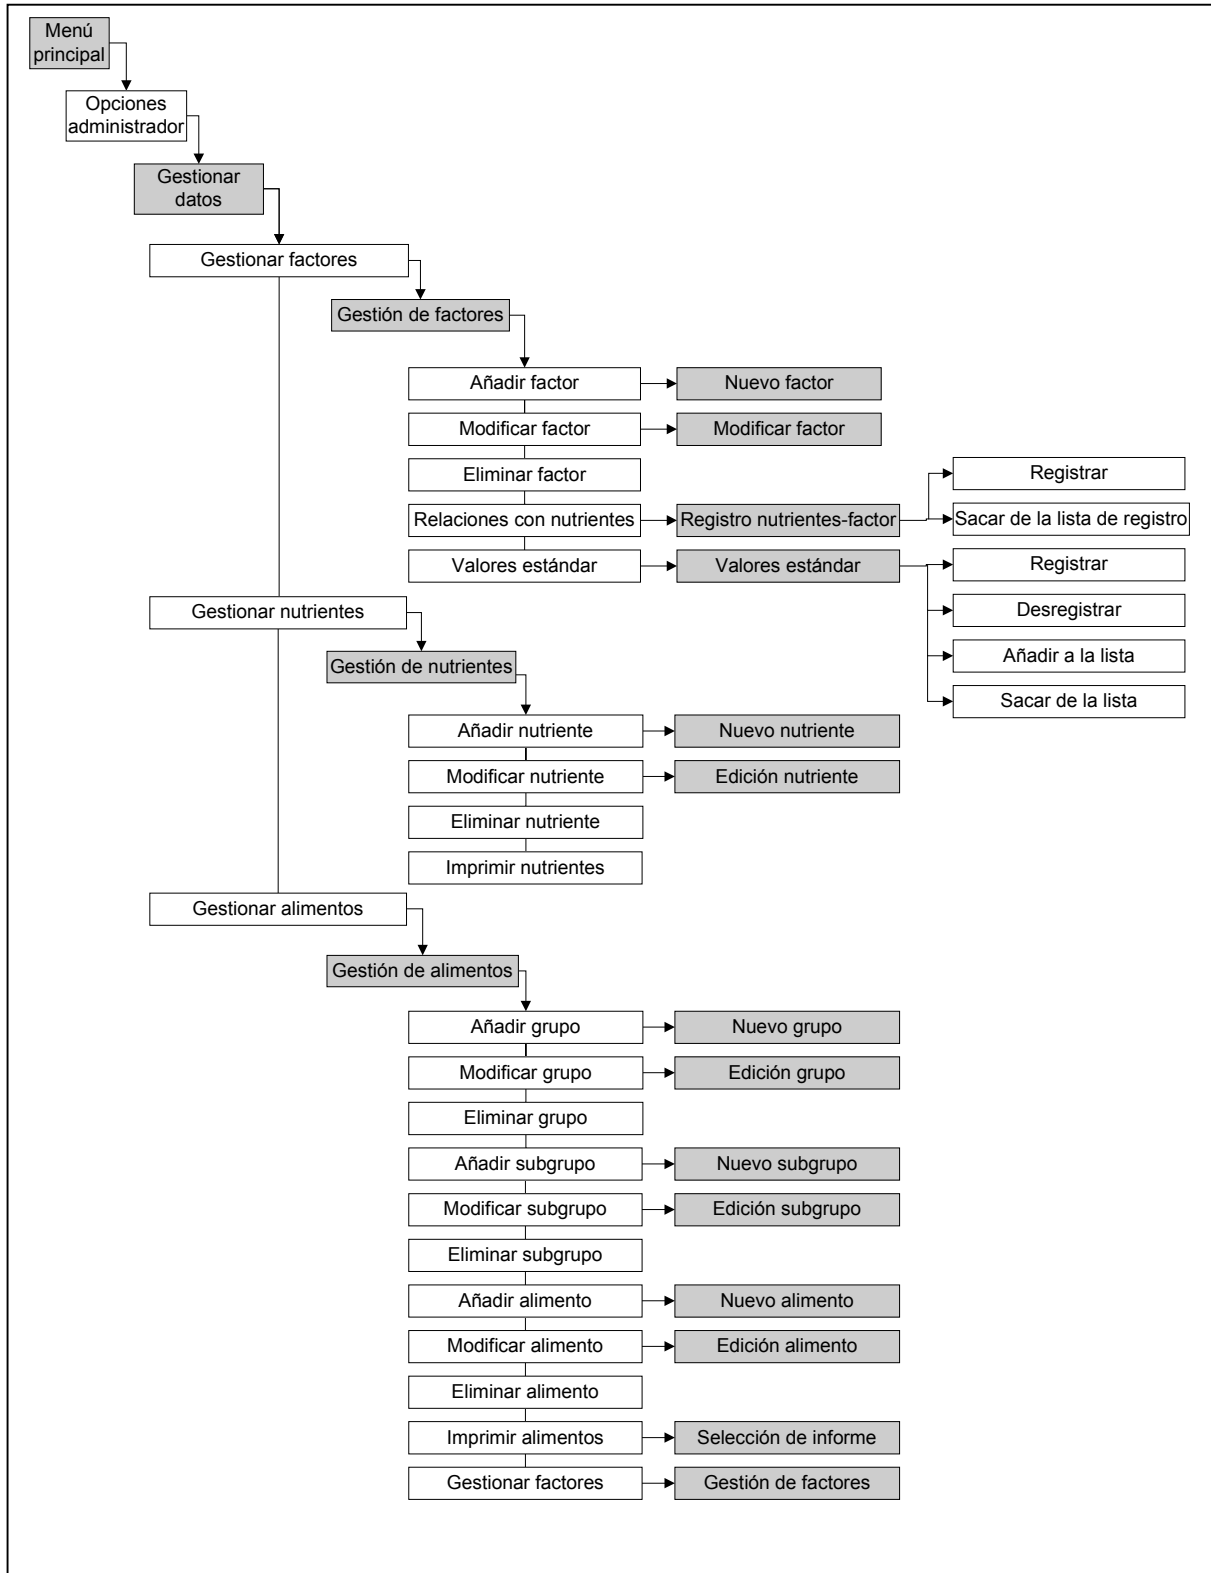 Menú
principal
Opciones
administrador
Gestionar
datos
Gestionar factores
Gestión de factores
Añadir factor
Nuevo factor
Modificar factor
Modificar factor
Eliminar factor
Registrar
Relaciones con nutrientes
Registro nutrientes-factor
Sacar de la lista de registro
Valores estándar
Valores estándar
Registrar
Gestionar nutrientes
Desregistrar
Gestión de nutrientes
Añadir a la lista
Sacar de la lista
Añadir nutriente
Nuevo nutriente
Modificar nutriente
Edición nutriente
Eliminar nutriente
Imprimir nutrientes
Gestionar alimentos
Gestión de alimentos
Añadir grupo
Nuevo grupo
Modificar grupo
Edición grupo
Eliminar grupo
Añadir subgrupo
Nuevo subgrupo
Modificar subgrupo
Edición subgrupo
Eliminar subgrupo
Añadir alimento
Nuevo alimento
Modificar alimento
Edición alimento
Eliminar alimento
Imprimir alimentos
Selección de informe
Gestionar factores
Gestión de factores